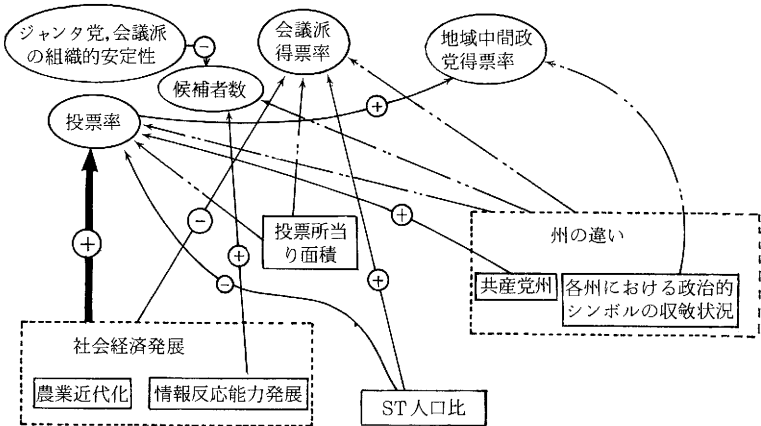 ジャンタ党,会議派
の組織的安定性
−
会議派
得票率
地域中間政
党得票率
候補者数
投票率
+
+
−
+
−
+
+
投票所当
り面積
州の違い
共産党州
各州における政治的
シンボルの収斂状況
社会経済発展
農業近代化
情報反応能力発展
ST人口比